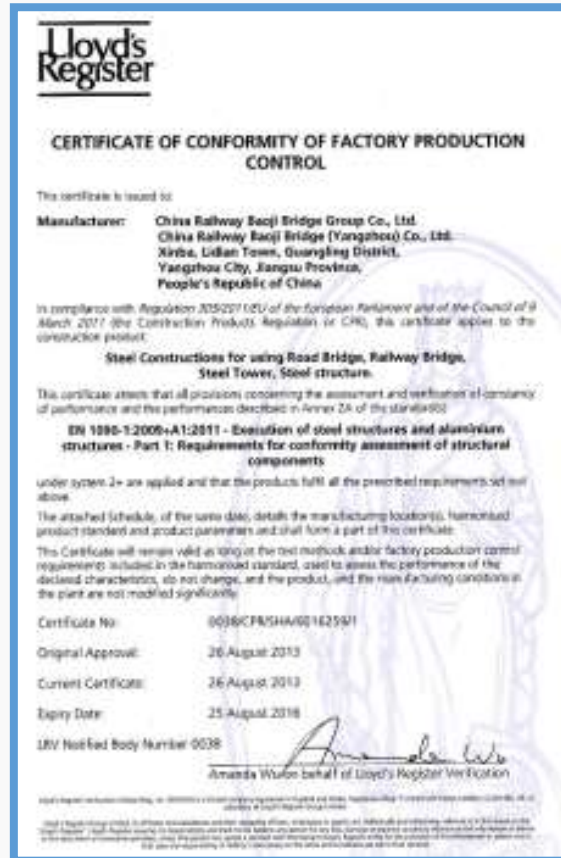 Lloyd's
Register
CERTIFICATE OF CONFORMITY OF FACTORY PRODUCTION
CONTROL
This certificate is issued to:
Manufacturer: China Railway Baoji Bridge Group Co., Ltd.
China Railway Baoji Bridge (Yangzhou) Co., Ltd.
Xinba, Lidian Town, Guangling District,
Yangzhou City, Jiangsu Province,
People's Republic of China
In compliance with Regulation 305/2011/EU of the European Parliament and of the Council of 9
March 2011 (the Construction Products Regulation or CPR), this certificate applies to the
construction product:
Steel Constructions for using Road Bridge, Railway Bridge,
Steel Tower, Steel structure.
This certificate attests that all provisions concerning the assessment and verification of constancy
of performance and the performances described in Annex ZA of the standard(s)
EN 1090-1:2009+A1:2011 - Execution of steel structures and aluminium
structures - Part 1: Requirements for conformity assessment of structural
components
under system 2+ are applied and that the products fulfil all the prescribed requirements set out
above.
The attached Schedule, of the same date, details the manufacturing location(s), harmonised
product standard and product parameters and shall form a part of this certificate.
This Certificate will remain valid as long as the test methods and/or factory production control
requirements included in the harmonised standard, used to assess the performance of the
declared characteristics, do not change, and the product, and the manufacturing conditions in
the plant are not modified significantly.
Certificate No: 0038/CPR/SHA/6016259/1
Original Approval: 26 August 2013
Current Certificate: 26 August 2013
Expiry Date: 25 August 2016
LRV Notified Body Number 0038
Amanda Wu
Amanda Wu on behalf of Lloyd's Register Verification